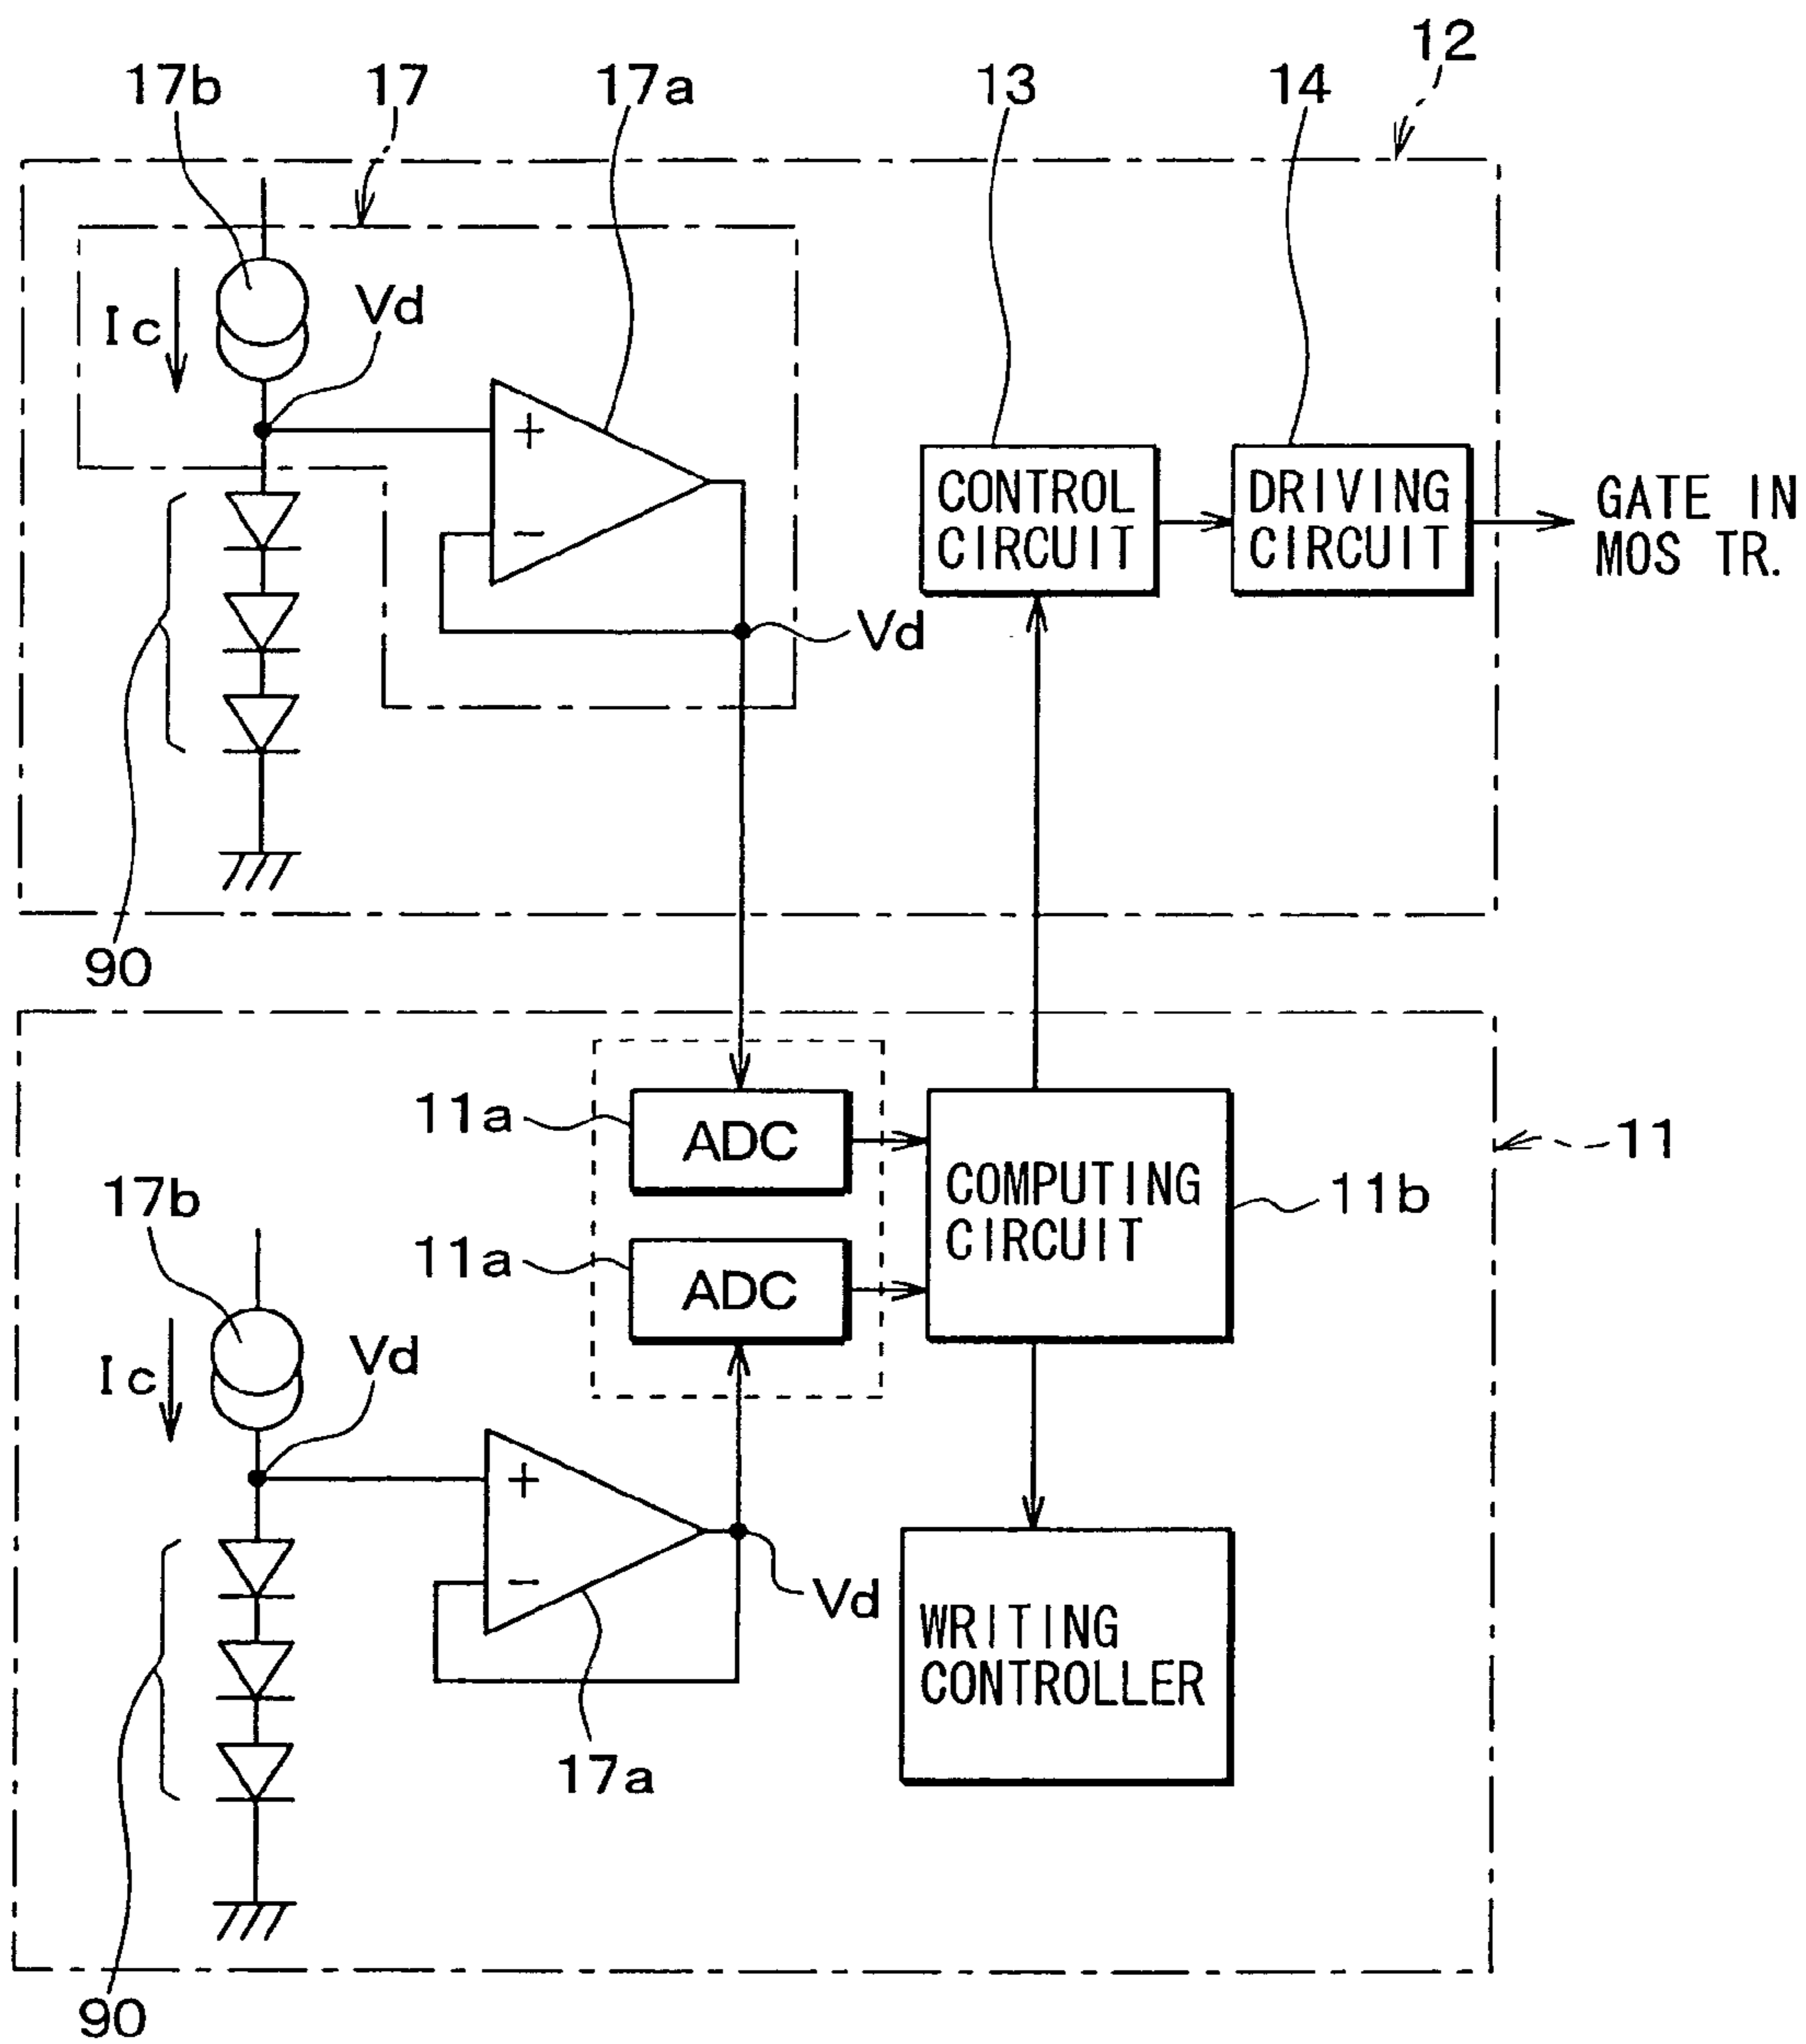 12
17b 17 17a 13 14
Ic
Vd
+
−
CONTROL
CIRCUIT
DRIVING
CIRCUIT
GATE IN
MOS TR.
Vd
90
11a
ADC
11
17b
COMPUTING
CIRCUIT
11b
11a
ADC
Ic
Vd
+
−
Vd
WRITING
CONTROLLER
17a
90